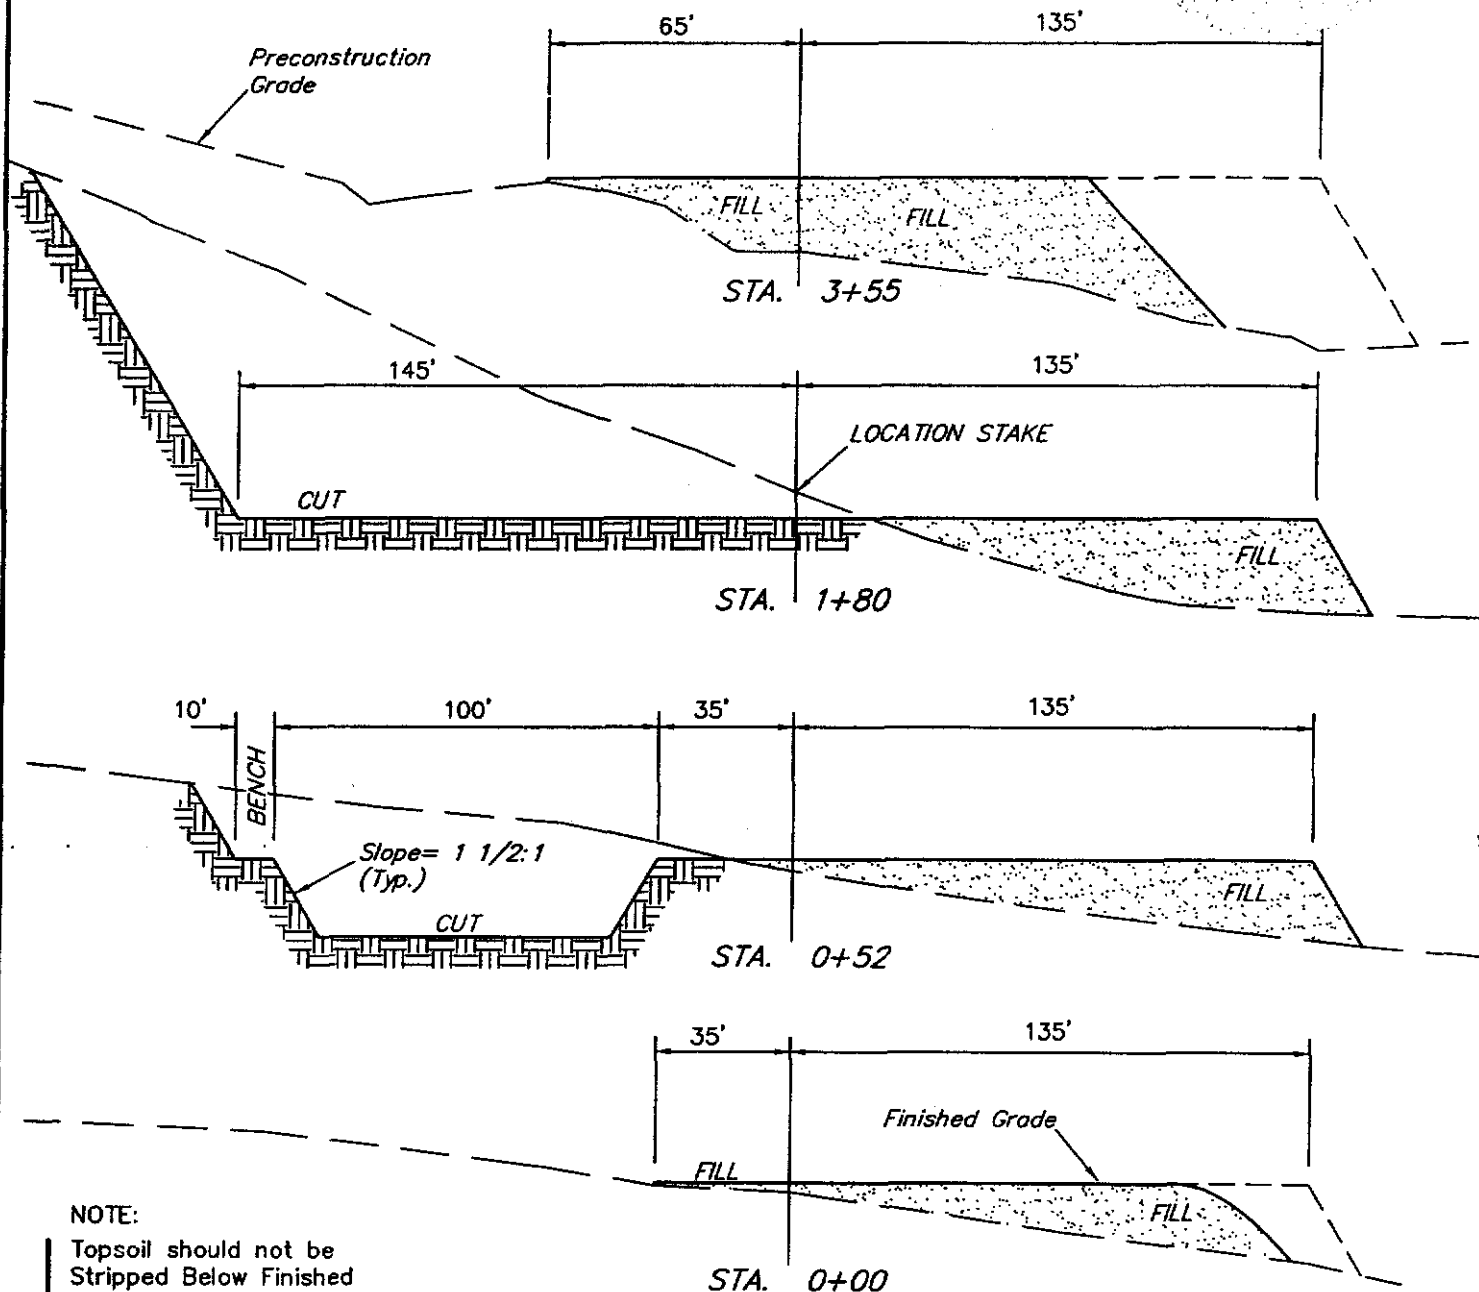 65'
135'
Preconstruction
Grade
FILL
FILL
STA. 3+55
145'
135'
LOCATION STAKE
CUT
FILL
STA. 1+80
10'
100'
35'
135'
BENCH
Slope= 1 1/2:1
(Typ.)
CUT
FILL
STA. 0+52
35'
135'
Finished Grade
FILL
FILL
NOTE:
Topsoil should not be
Stripped Below Finished
STA. 0+00